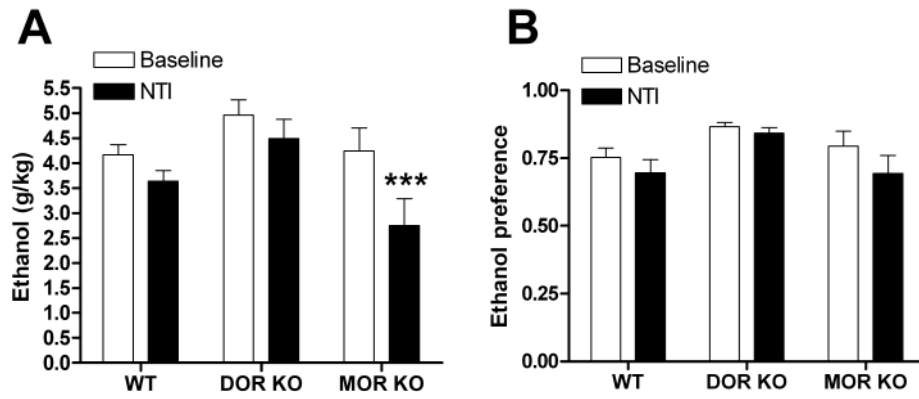 A
Baseline
NTI
Ethanol (g/kg)
5.5
5.0
4.5
4.0
3.5
3.0
2.5
2.0
1.5
1.0
0.5
0.0
***
WT DOR KO MOR KO
B
Baseline
NTI
Ethanol preference
1.00
0.75
0.50
0.25
0.00
WT DOR KO MOR KO